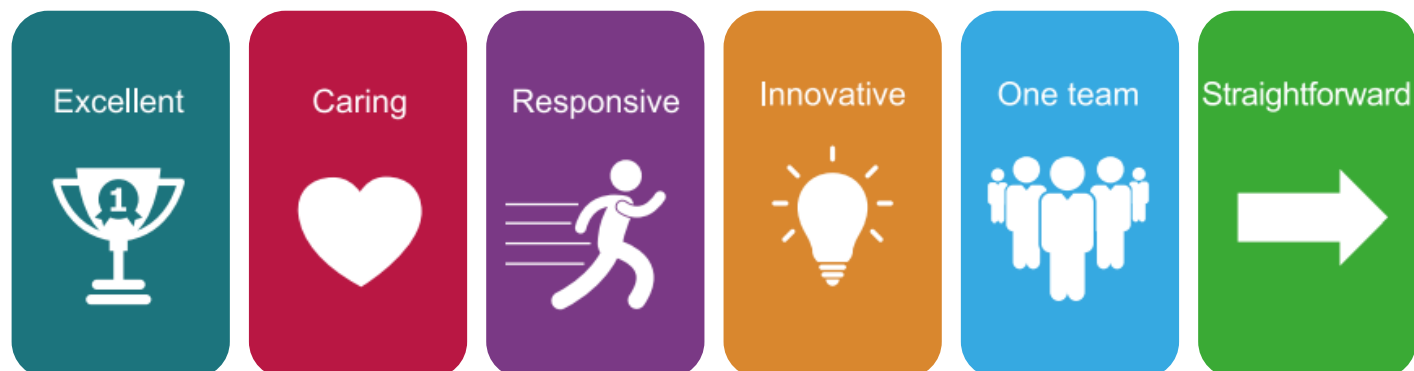 Excellent
Caring
Responsive
Innovative
One team
Straightforward
1